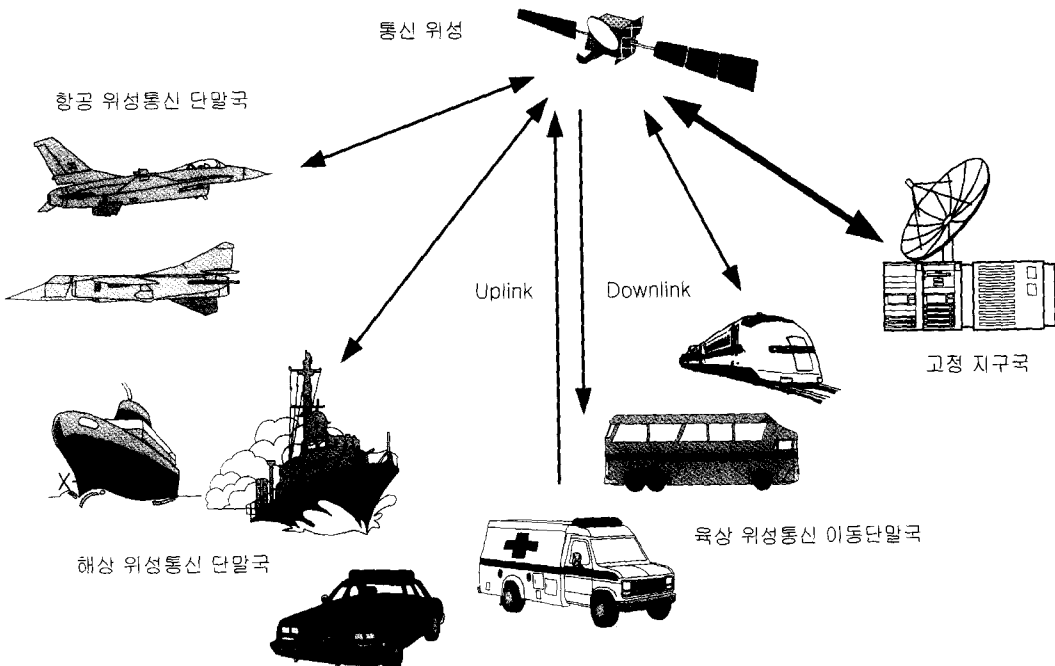 통신 위성
항공 위성통신 단말국
Uplink
Downlink
고정 지구국
육상 위성통신 이동단말국
해상 위성통신 단말국